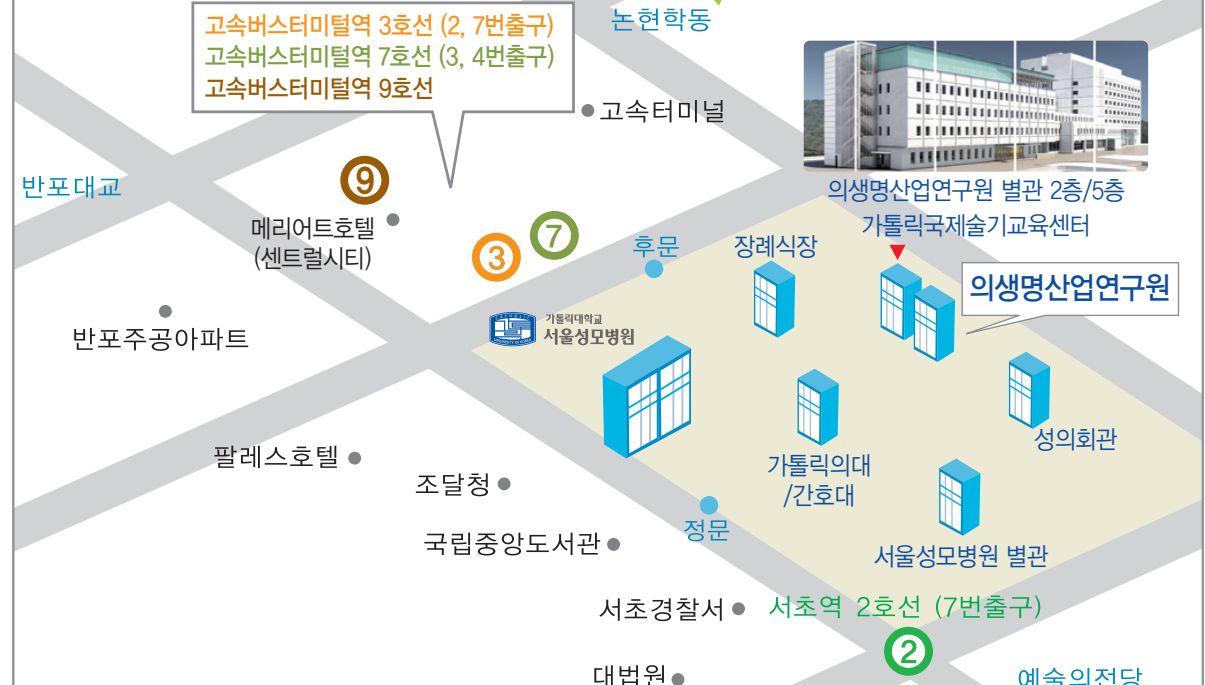 고속버스터미털역 3호선 (2, 7번출구)
고속버스터미털역 7호선 (3, 4번출구)
고속버스터미털역 9호선
논현학동
고속터미널
반포대교
9
메리어트호텔
(센트럴시티)
7
3
후문
장례식장
의생명산업연구원 별관 2층/5층
가톨릭국제술기교육센터
의생명산업연구원
가톨릭대학교
서울성모병원
반포주공아파트
성의회관
팔레스호텔
가톨릭의대
/간호대
조달청
정문
국립중앙도서관
서울성모병원 별관
서초경찰서
서초역 2호선 (7번출구)
2
대법원
예술의전당